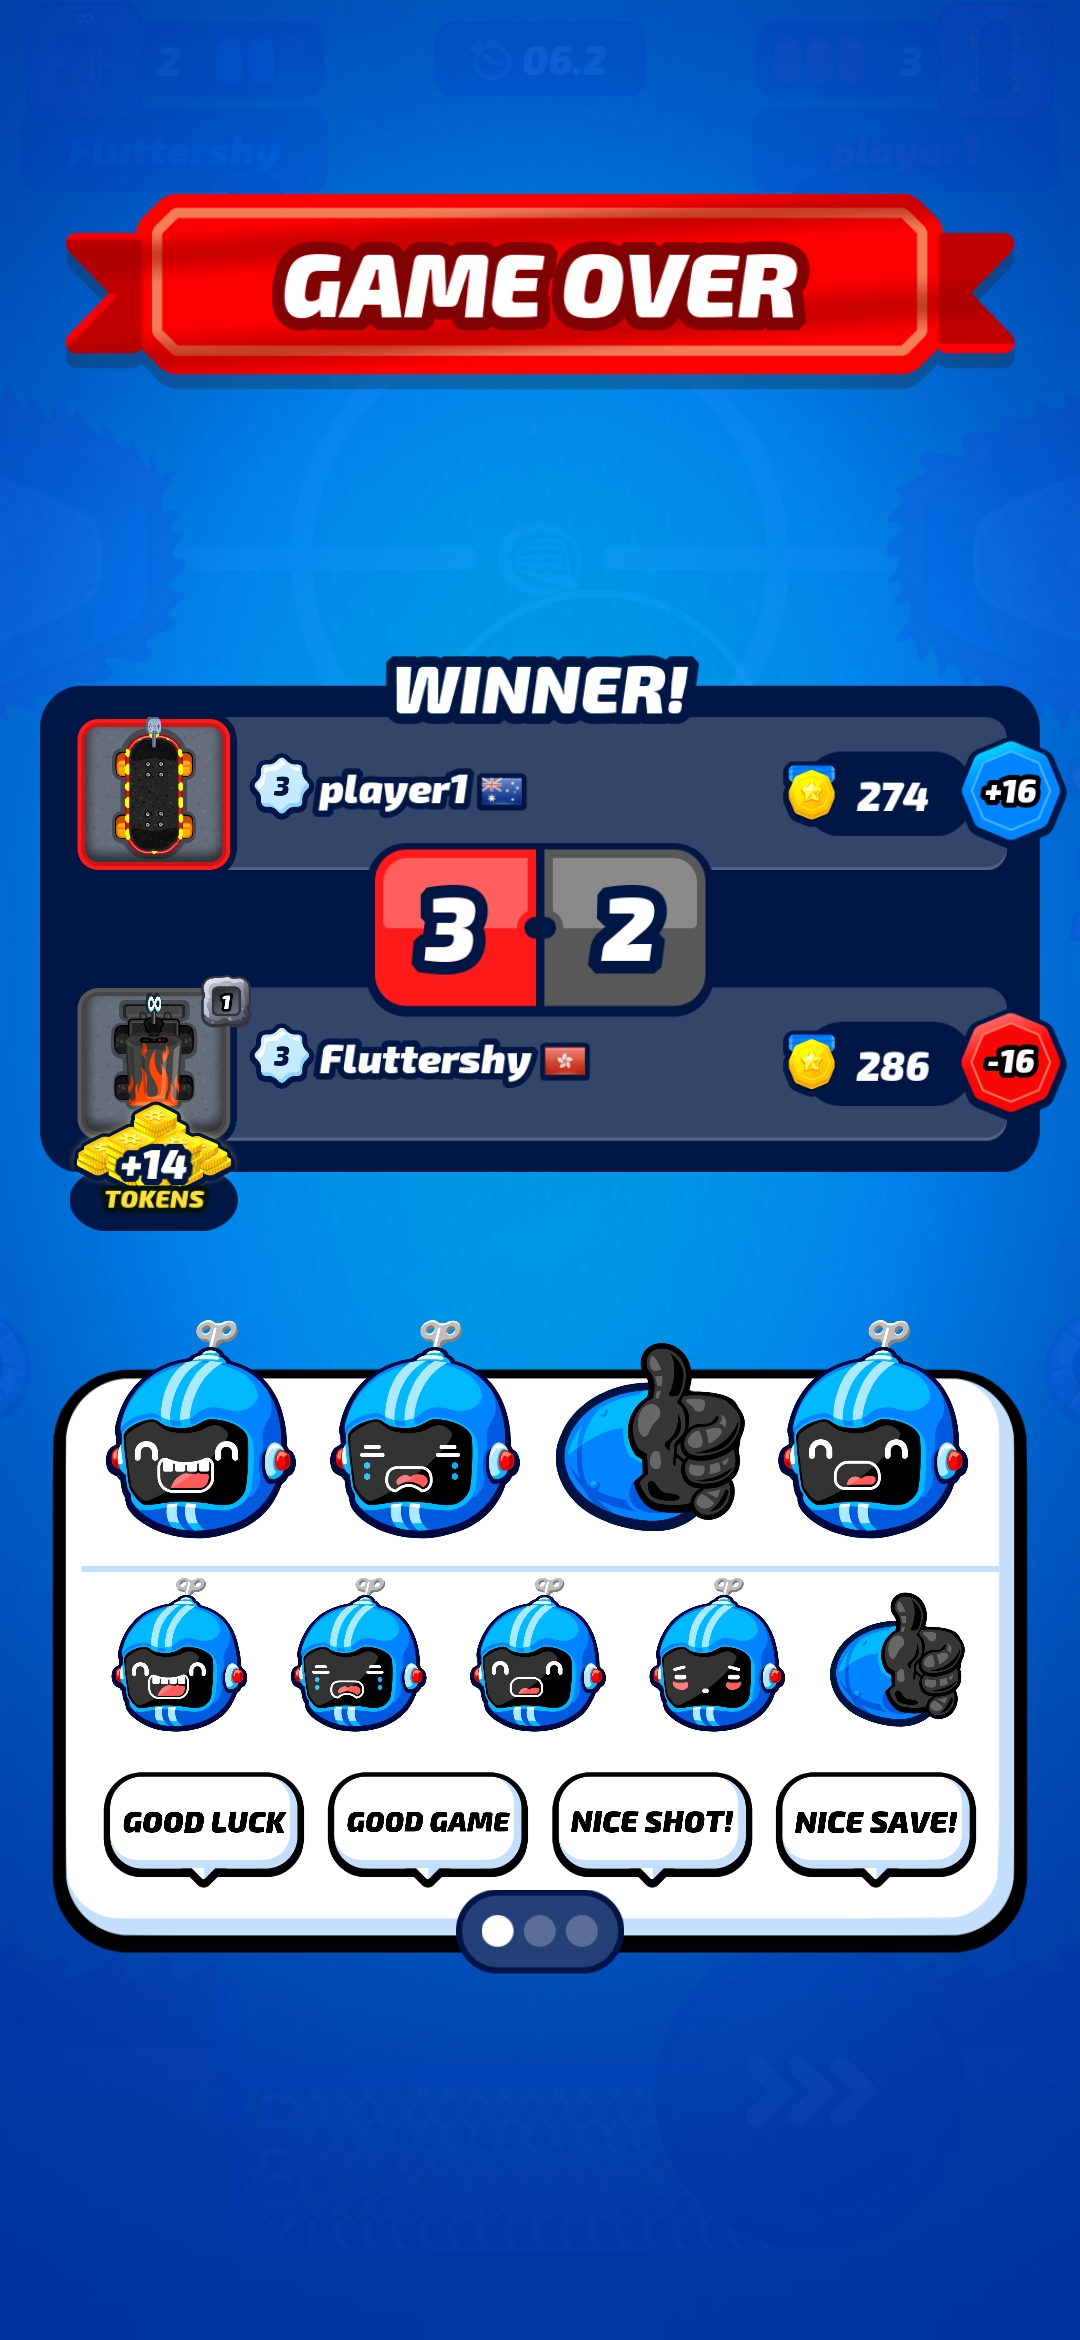 2
06.2
3
Fluttershy
player1
GAME OVER
WINNER!
3 player1
274
+16
3 2
1
3 Fluttershy
286
-16
+14
TOKENS
GOOD LUCK
GOOD GAME
NICE SHOT!
NICE SAVE!